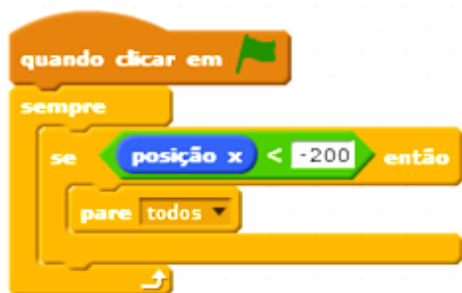 quando clicar em
sempre
se posição x < -200 então
pare todos